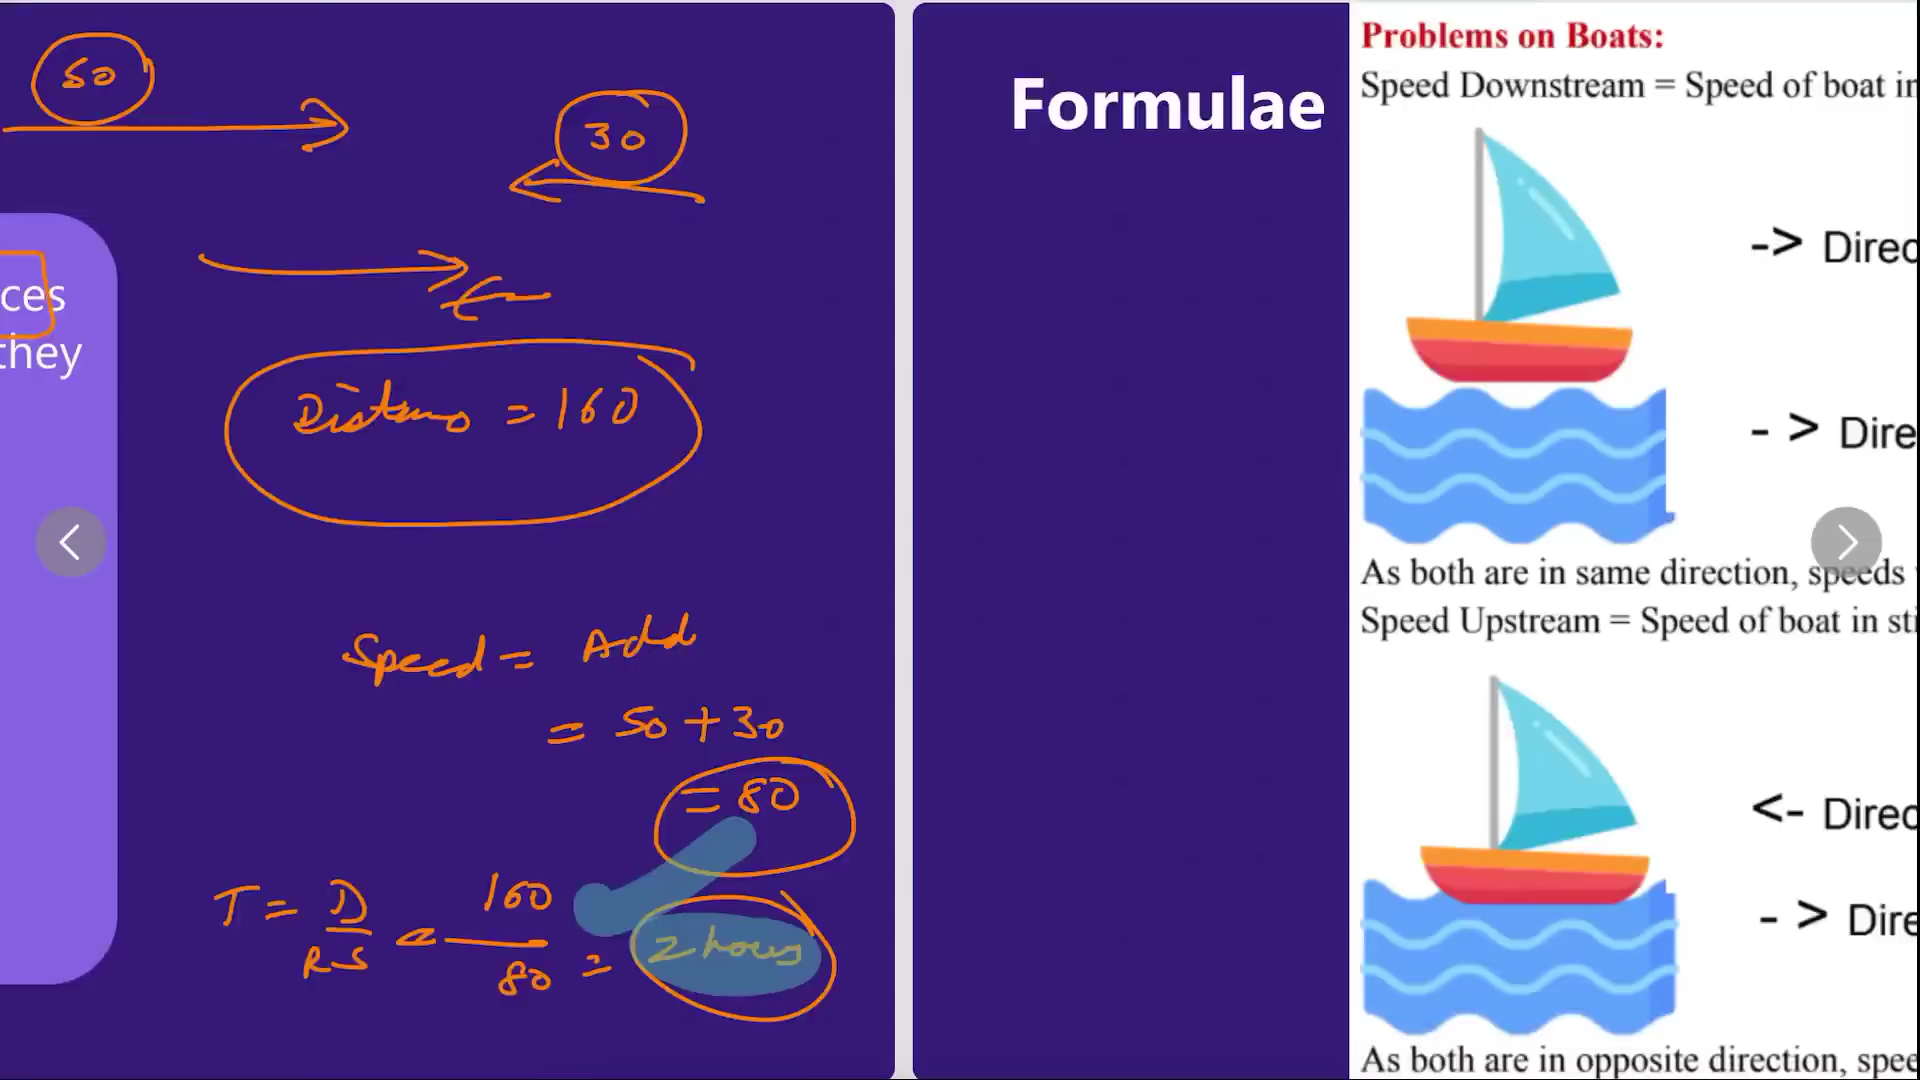 50
30
ces
they
Distance = 160
Speed = Add
= 50 + 30
= 80
T = D/RS = 160/80 = 2 hours
Formulae
Problems on Boats:
Speed Downstream = Speed of boat in
-> Direc
- > Dire
As both are in same direction, speeds
Speed Upstream = Speed of boat in sti
<- Direc
- > Dire
As both are in opposite direction, spee